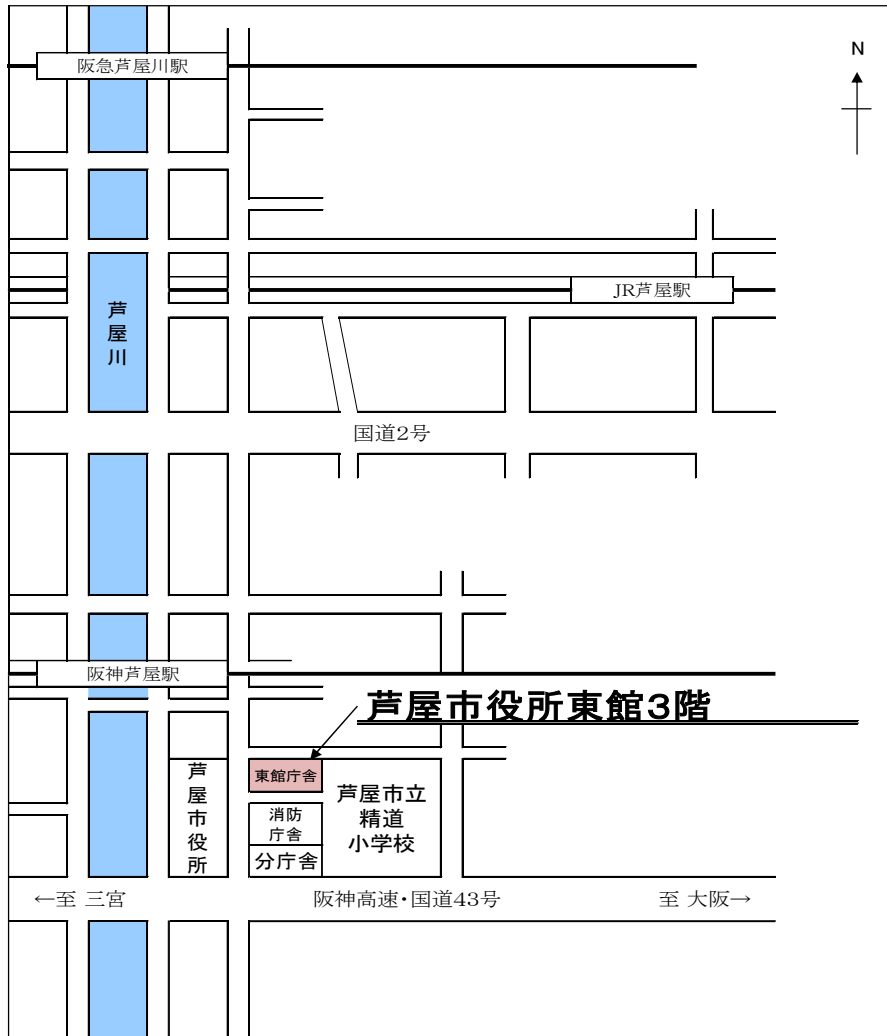 阪急芦屋川駅
N
JR芦屋駅
芦屋川
国道2号
阪神芦屋駅
芦屋市役所東館3階
芦屋市役所
東館庁舎
消防
庁舎
分庁舎
芦屋市立
精道
小学校
←至 三宮
阪神高速・国道43号
至 大阪→